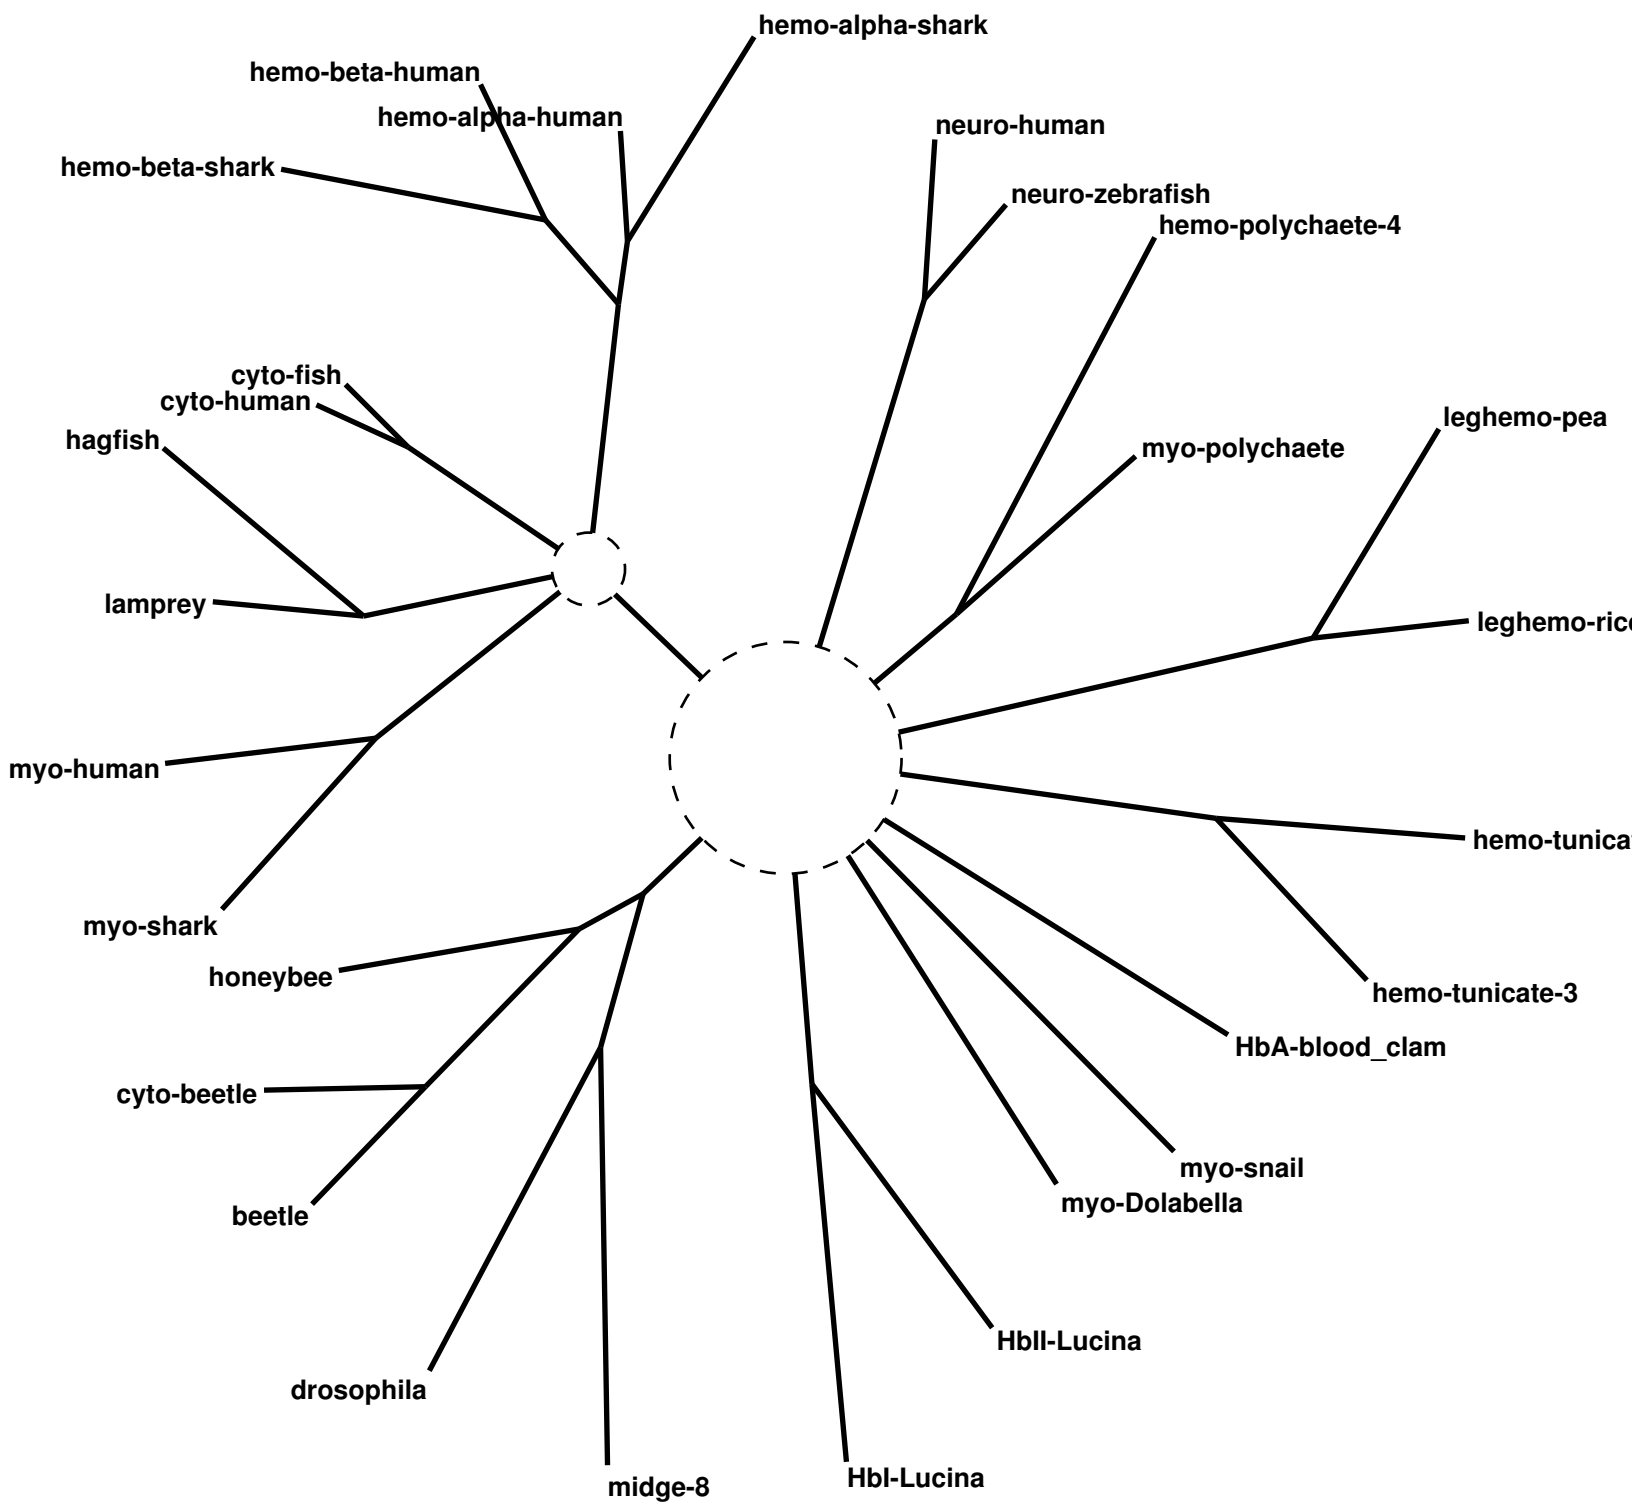 hemo-alpha-shark
hemo-beta-human
hemo-alpha-human
neuro-human
hemo-beta-shark
neuro-zebrafish
hemo-polychaete-4
cyto-fish
cyto-human
leghemo-pea
hagfish
myo-polychaete
lamprey
myo-human
myo-shark
honeybee
hemo-tunicate-3
HbA-blood_clam
cyto-beetle
myo-snail
myo-Dolabella
beetle
HbII-Lucina
drosophila
HbI-Lucina
midge-8